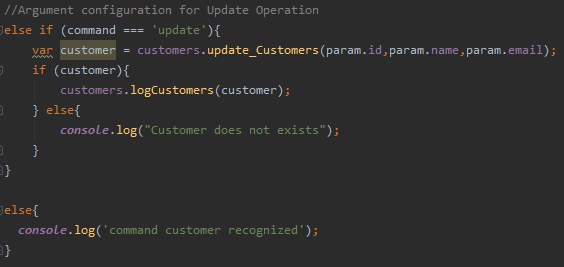 //Argument configuration for Update Operation
else if (command === 'update'){
var customer = customers.update_Customers(param.id,param.name,param.email);
if (customer){
customers.logCustomers(customer);
} else{
console.log("Customer does not exists");
}
}
else{
console.log('command customer recognized');
}